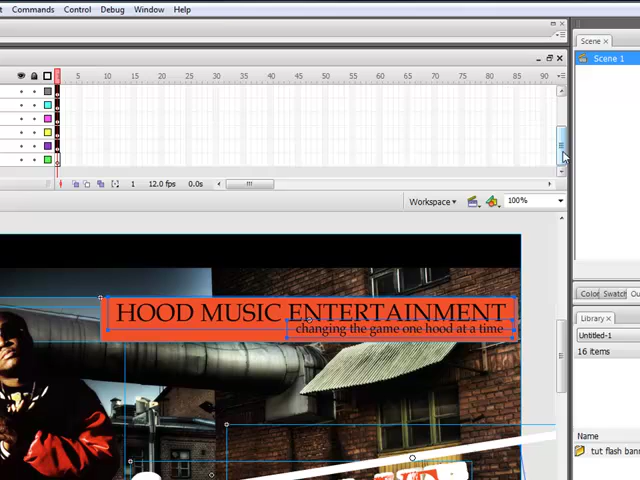 Commands Control Debug Window Help
Scene ×
Scene 1
5 10 15 20 25 30 35 40 45 50 55 60 65 70 75 80 85 90
1 12.0 fps 0.0s
Workspace 100%
HOOD MUSIC ENTERTAINMENT
changing the game one hood at a time
Color Swatch Ou
Library ×
Untitled-1
16 items
Name
tut flash bann